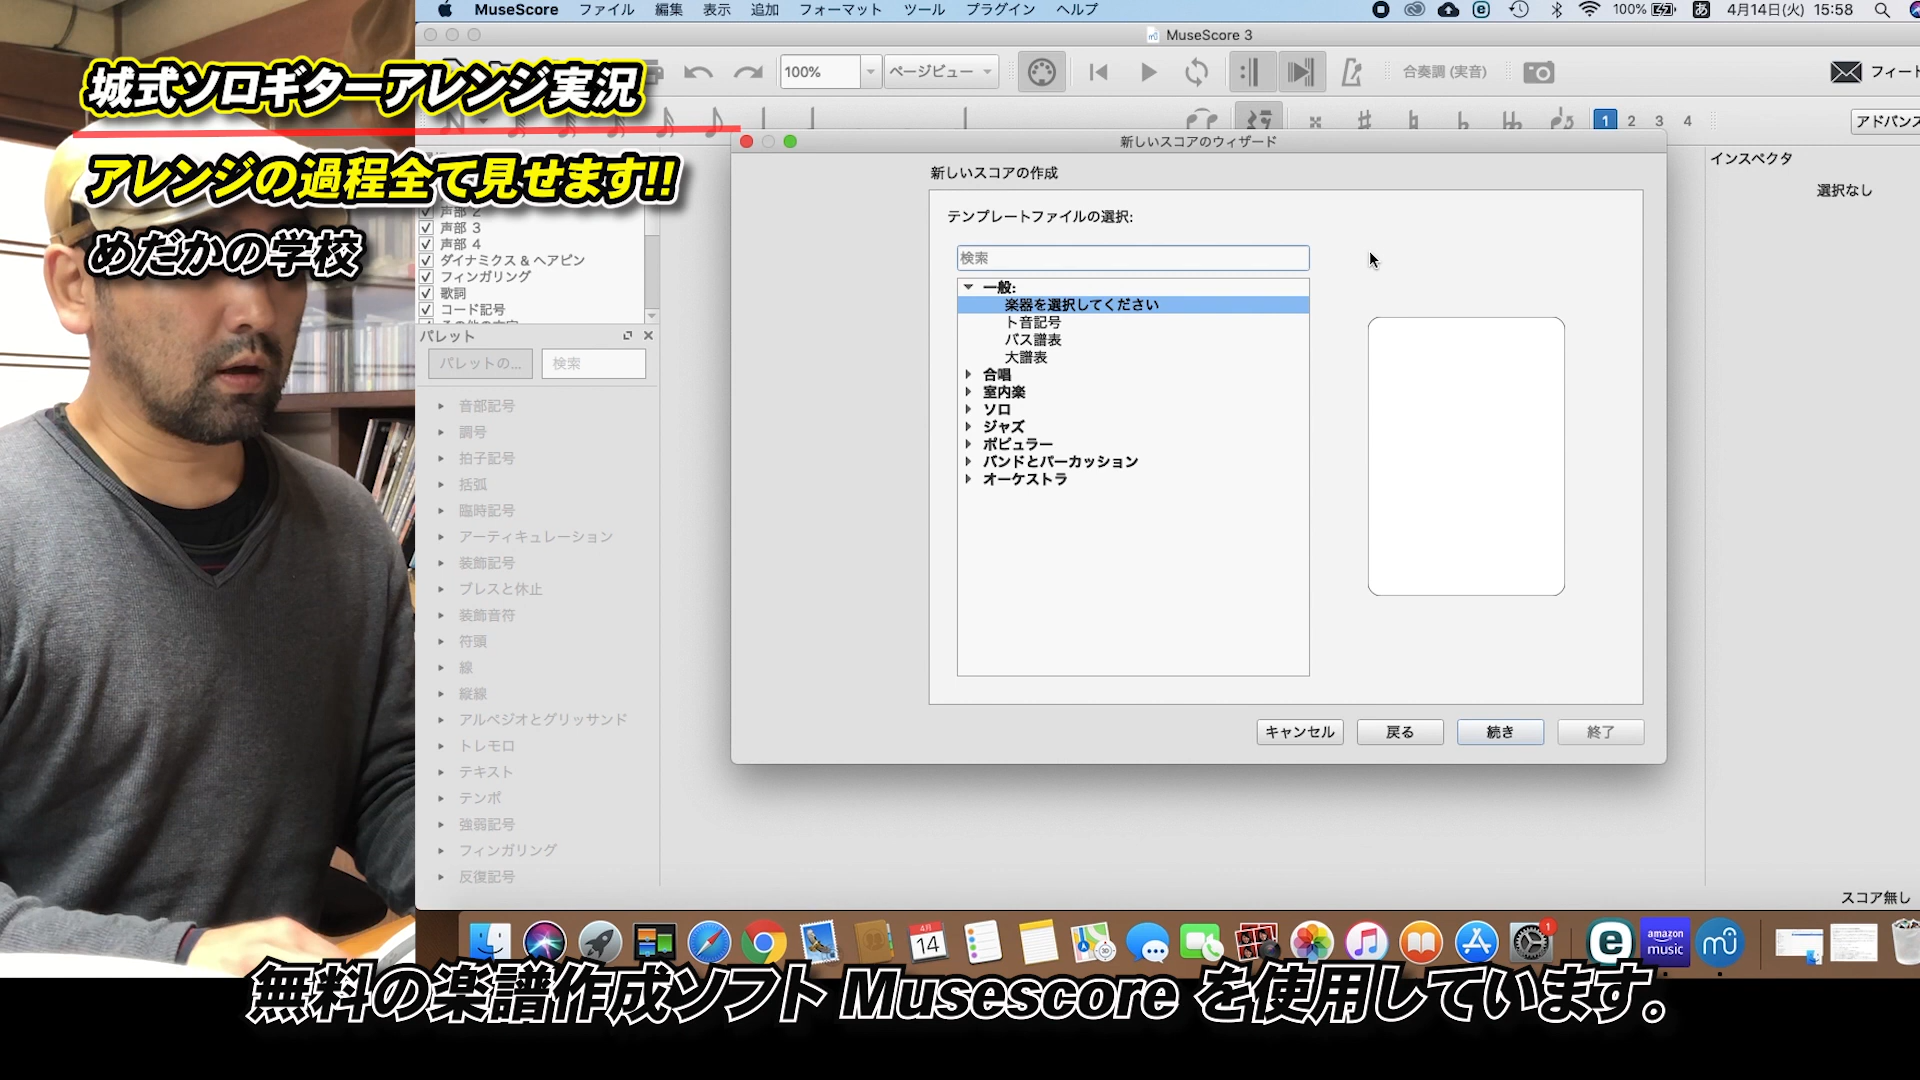 MuseScore ファイル 編集 表示 追加 フォーマット ツール プラグイン ヘルプ
100% 4月14日(火) 15:58
MuseScore 3
100% ページビュー 合奏調 (実音) フィート
1 2 3 4 アドバンス
城式ソロギターアレンジ実況
アレンジの過程全て見せます!!
めだかの学校
声部 2
声部 3
声部 4
ダイナミクス & ヘアピン
フィンガリング
歌詞
コード記号
その他の文字
パレット
パレットの... 検索
音部記号
調号
拍子記号
括弧
臨時記号
アーティキュレーション
装飾記号
ブレスと休止
装飾音符
符頭
線
縦線
アルペジオとグリッサンド
トレモロ
テキスト
テンポ
強弱記号
フィンガリング
反復記号
新しいスコアのウィザード
新しいスコアの作成
テンプレートファイルの選択:
検索
一般:
楽器を選択してください
ト音記号
バス譜表
大譜表
合唱
室内楽
ソロ
ジャズ
ポピュラー
バンドとパーカッション
オーケストラ
キャンセル 戻る 続き 終了
インスペクタ
選択なし
スコア無し
4月
14
1
amazon
music
無料の楽譜作成ソフト Musescore を使用しています。